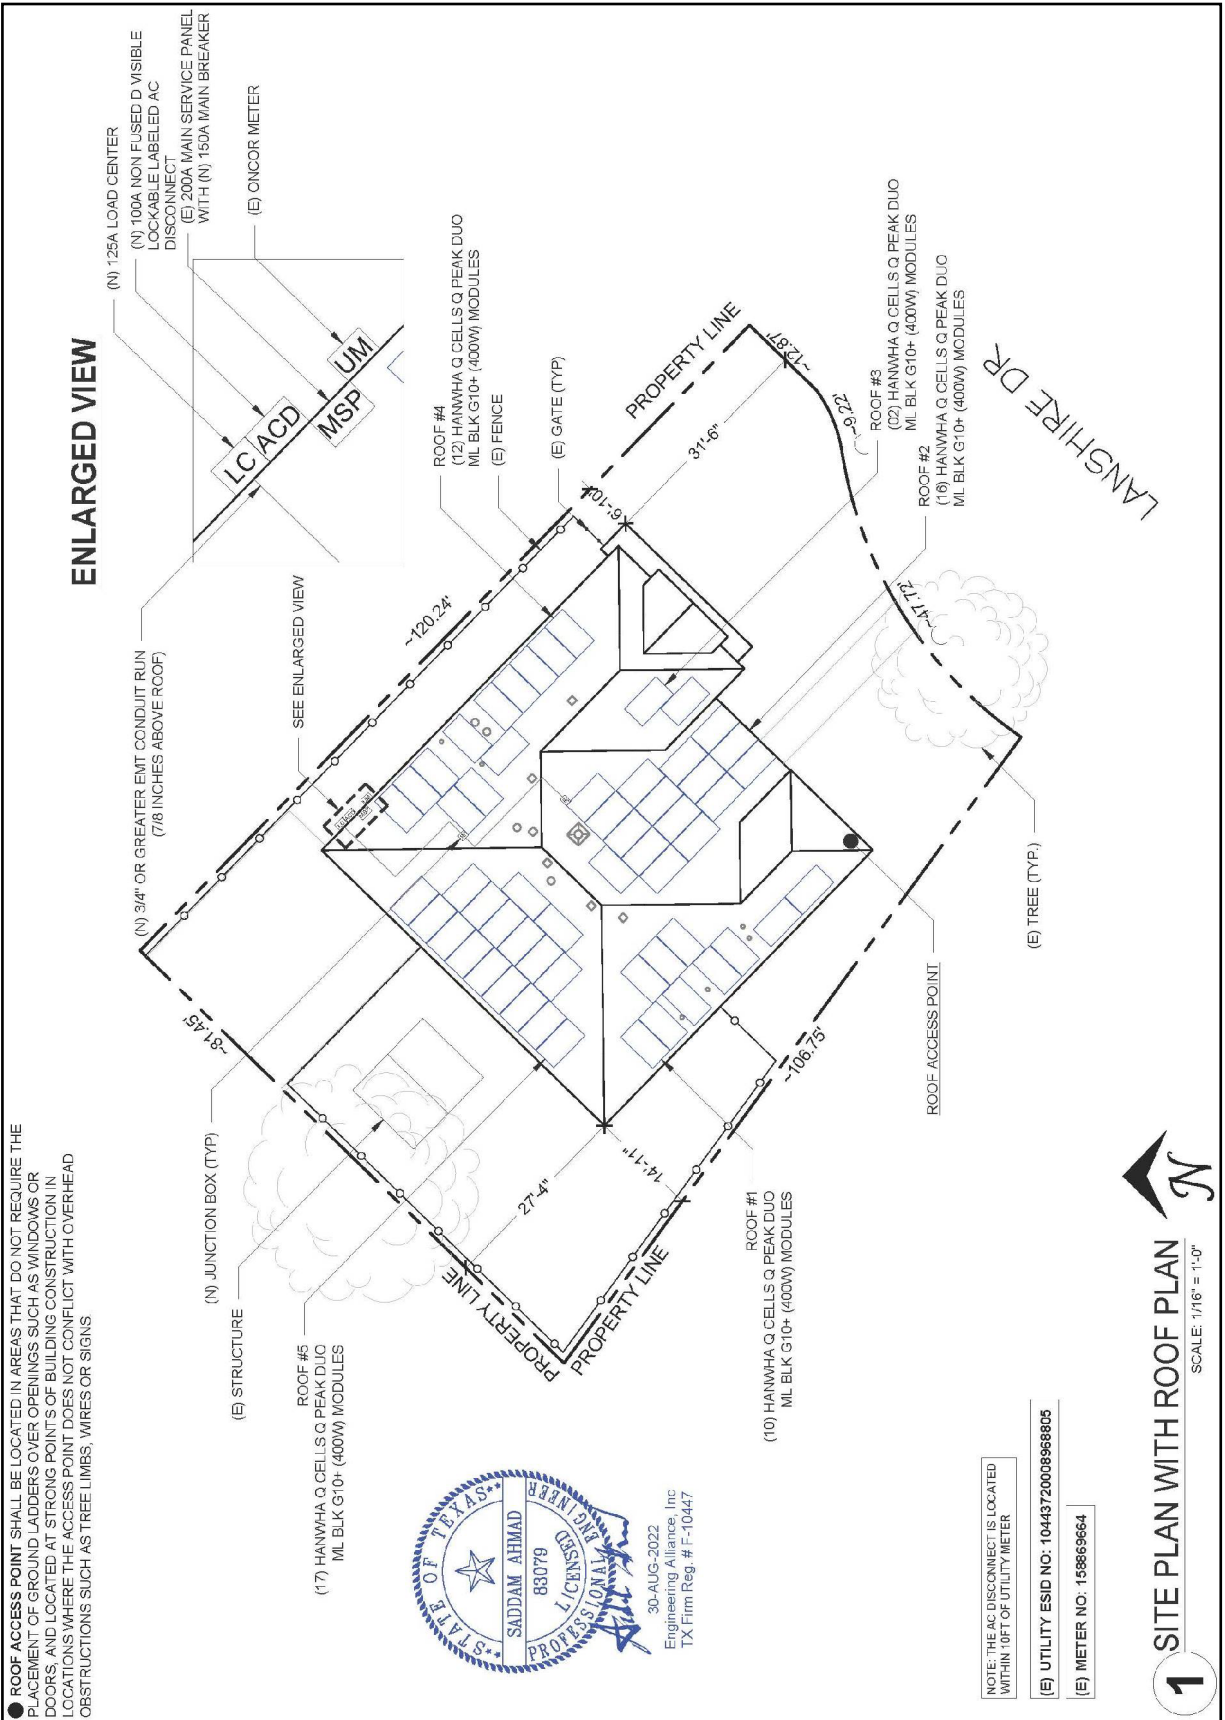 ● ROOF ACCESS POINT SHALL BE LOCATED IN AREAS THAT DO NOT REQUIRE THE
PLACEMENT OF GROUND LADDERS OVER OPENINGS SUCH AS WINDOWS OR
DOORS, AND LOCATED AT STRONG POINTS OF BUILDING CONSTRUCTION IN
LOCATIONS WHERE THE ACCESS POINT DOES NOT CONFLICT WITH OVERHEAD
OBSTRUCTIONS SUCH AS TREE LIMBS, WIRES OR SIGNS
ENLARGED VIEW
(N) 125A LOAD CENTER
(N) 100A NON FUSED D VISIBLE
LOCKABLE LABELED AC
DISCONNECT
(E) 200A MAIN SERVICE PANEL
WITH (N) 150A MAIN BREAKER
(E) ONCOR METER
LC
ACD
MSP
UM
(N) 3/4" OR GREATER EMT CONDUIT RUN
(7/8 INCHES ABOVE ROOF)
SEE ENLARGED VIEW
(N) JUNCTION BOX (TYP)
(E) STRUCTURE
ROOF #5
(17) HANWHA Q CELLS Q PEAK DUO
ML BLK G10+ (400W) MODULES
ROOF #4
(12) HANWHA Q CELLS Q PEAK DUO
ML BLK G10+ (400W) MODULES
(E) FENCE
(E) GATE (TYP)
PROPERTY LINE
~120.24'
~81.45'
6'-10"
31'-6"
~12.87'
~9.22'
~47.72'
~106.75'
27'-4"
14'-11"
PROPERTY LINE
PROPERTY LINE
ROOF #3
(02) HANWHA Q CELLS Q PEAK DUO
ML BLK G10+ (400W) MODULES
ROOF #2
(16) HANWHA Q CELLS Q PEAK DUO
ML BLK G10+ (400W) MODULES
LANSHIRE DR
(E) TREE (TYP.)
ROOF ACCESS POINT
ROOF #1
(10) HANWHA Q CELLS Q PEAK DUO
ML BLK G10+ (400W) MODULES
STATE OF TEXAS
SADDAM AHMAD
83079
LICENSED
PROFESSIONAL ENGINEER
30-AUG-2022
Engineering Alliance, Inc
TX Firm Reg. # F-10447
NOTE: THE AC DISCONNECT IS LOCATED
WITHIN 10FT OF UTILITY METER
(E) UTILITY ESID NO: 10443720008968805
(E) METER NO: 158869664
1
SITE PLAN WITH ROOF PLAN
SCALE: 1/16" = 1'-0"
N